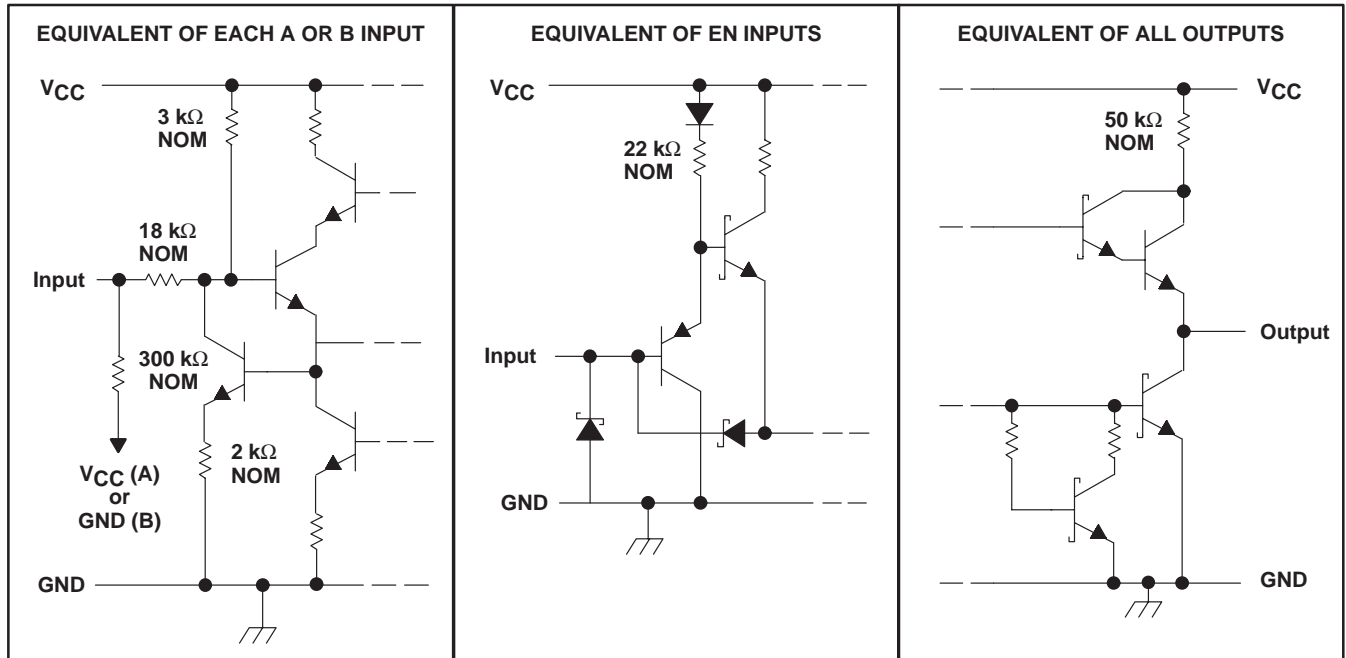 EQUIVALENT OF EACH A OR B INPUT
VCC
3 kΩ
NOM
18 kΩ
NOM
Input
300 kΩ
NOM
2 kΩ
NOM
VCC (A)
or
GND (B)
GND
EQUIVALENT OF EN INPUTS
VCC
22 kΩ
NOM
Input
GND
EQUIVALENT OF ALL OUTPUTS
VCC
50 kΩ
NOM
Output
GND